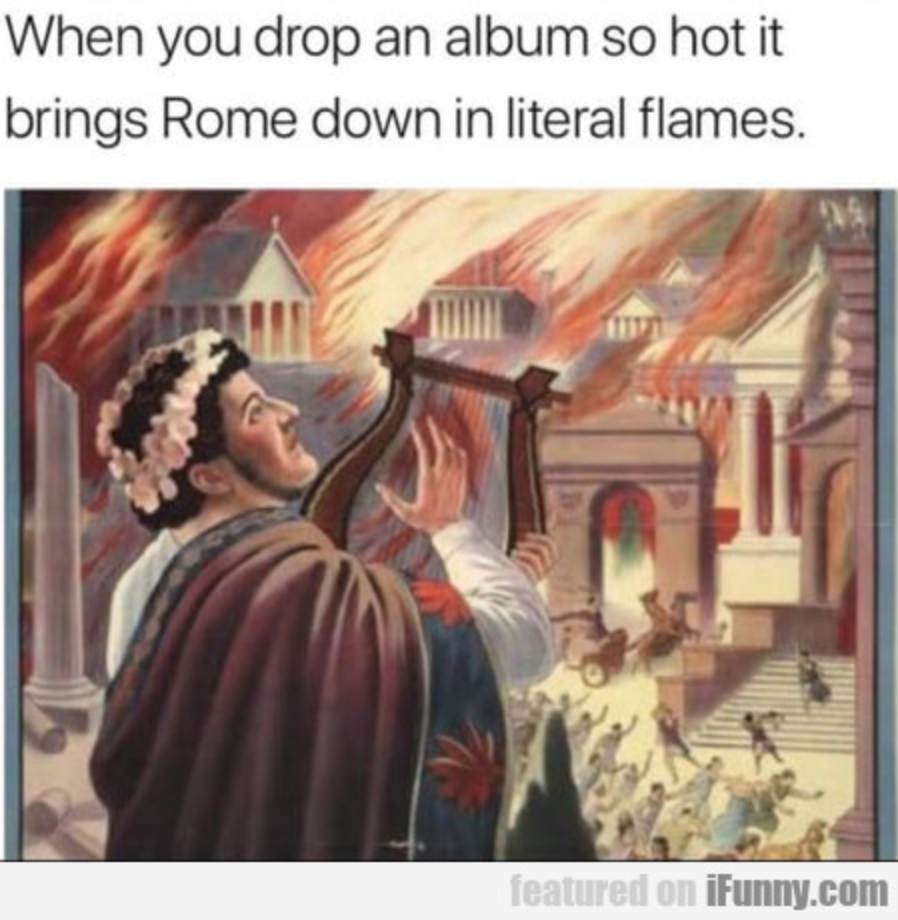 When you drop an album so hot it
brings Rome down in literal flames.
featured on iFunny.com